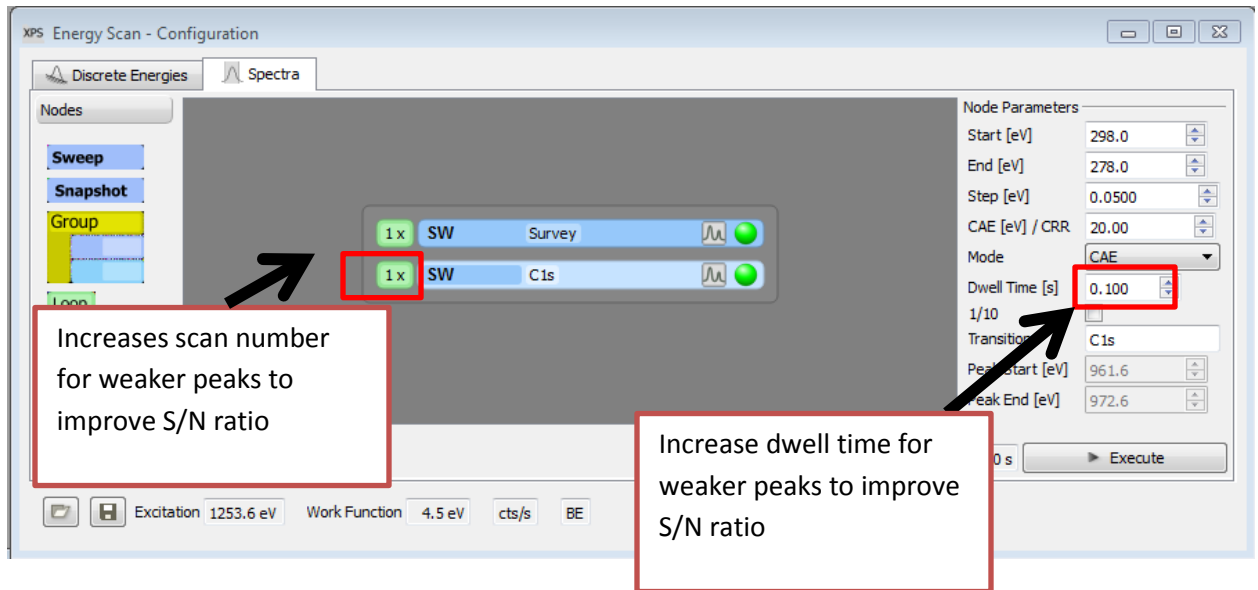 XPS Energy Scan - Configuration
Discrete Energies Spectra
Nodes
Sweep
Snapshot
Group
Loop
1 x SW Survey
1 x SW C1s
Node Parameters
Start [eV] 298.0
End [eV] 278.0
Step [eV] 0.0500
CAE [eV] / CRR 20.00
Mode CAE
Dwell Time [s] 0.100
1/10
Transition C1s
Peak Start [eV] 961.6
Peak End [eV] 972.6
0 s Execute
Increases scan number
for weaker peaks to
improve S/N ratio
Increase dwell time for
weaker peaks to improve
S/N ratio
Excitation 1253.6 eV Work Function 4.5 eV cts/s BE